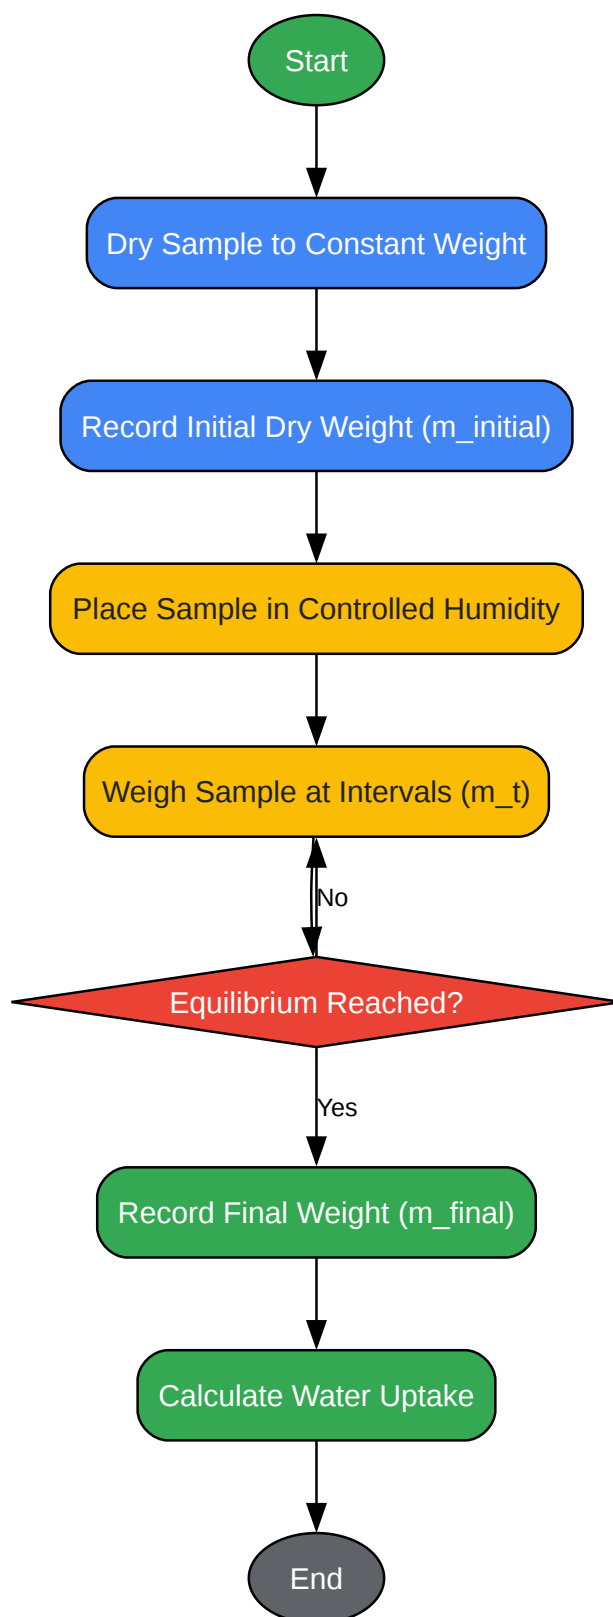 Start
Dry Sample to Constant Weight
Record Initial Dry Weight (m_initial)
Place Sample in Controlled Humidity
Weigh Sample at Intervals (m_t)
No
Equilibrium Reached?
Yes
Record Final Weight (m_final)
Calculate Water Uptake
End